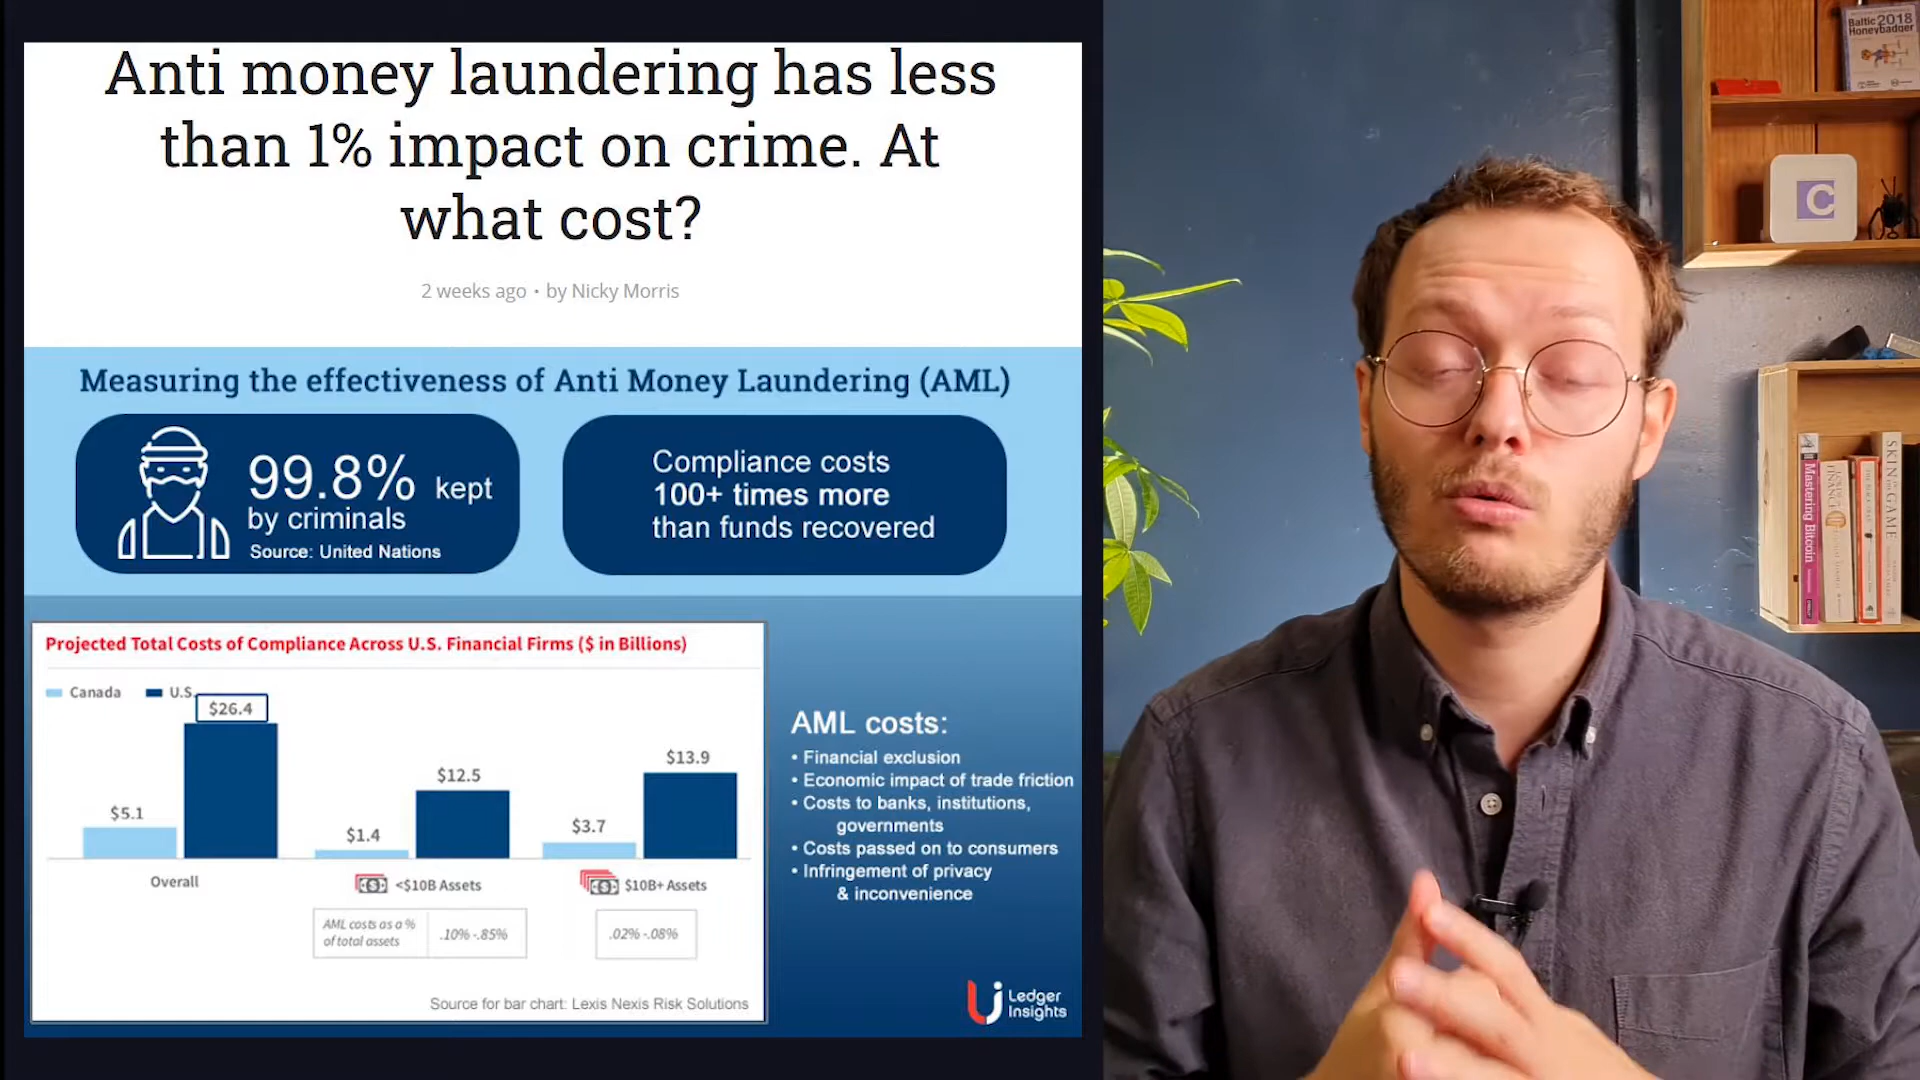 Anti money laundering has less
than 1% impact on crime. At
what cost?
2 weeks ago • by Nicky Morris
Measuring the effectiveness of Anti Money Laundering (AML)
99.8% kept
by criminals
Source: United Nations
Compliance costs
100+ times more
than funds recovered
Projected Total Costs of Compliance Across U.S. Financial Firms ($ in Billions)
Canada U.S.
$26.4
$5.1
$12.5
$1.4
$13.9
$3.7
Overall
<$10B Assets
$10B+ Assets
AML costs as a %
of total assets
.10% -.85%
.02% -.08%
Source for bar chart: Lexis Nexis Risk Solutions
AML costs:
• Financial exclusion
• Economic impact of trade friction
• Costs to banks, institutions,
governments
• Costs passed on to consumers
• Infringement of privacy
& inconvenience
Ledger
Insights
Baltic 2018
Honeybadger
C
Mastering Bitcoin
SKIN IN THE GAME